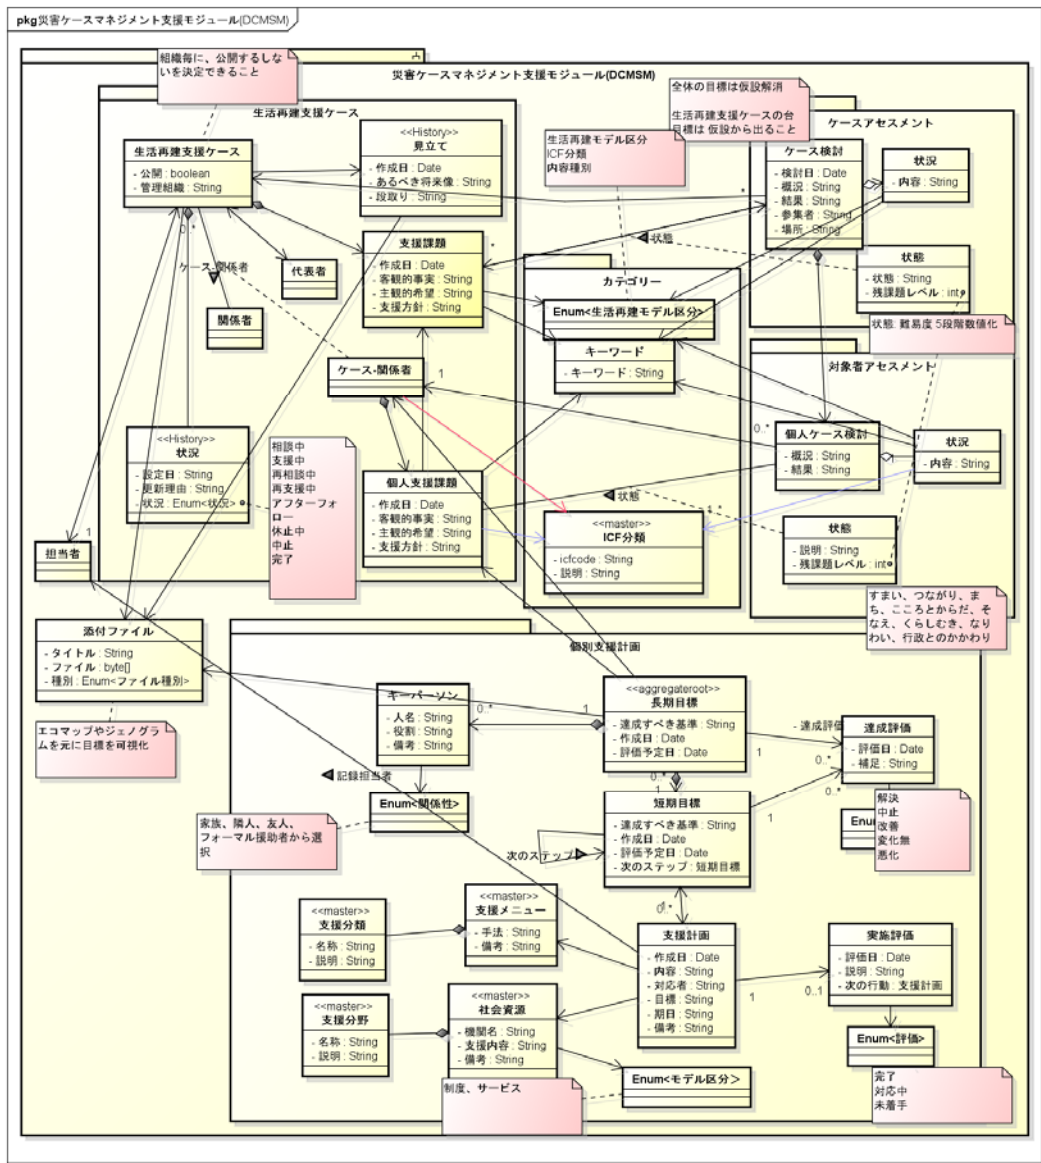 pkg災害ケースマネジメント支援モジュール(DCMSM)
災害ケースマネジメント支援モジュール(DCMSM)
組織毎に、公開するしな
いを決定できること
生活再建支援ケース
生活再建支援ケース
- 公開 : boolean
- 管理組織 : String
<<History>>
見立て
- 作成日 : Date
- あるべき将来像 : String
- 段取り : String
支援課題
- 作成日 : Date
- 客観的事実 : String
- 主観的希望 : String
- 支援方針 : String
代表者
関係者
ケース-関係者
0..*
ケース-関係者
1
<<History>>
状況
- 設定日 : String
- 更新理由 : String
- 状況 : Enum<状況>
相談中
支援中
再相談中
再支援中
アフターフォ
ロー
休止中
中止
完了
個人支援課題
- 作成日 : Date
- 客観的事実 : String
- 主観的希望 : String
- 支援方針 : String
担当者
1
全体の目標は仮設解消
生活再建支援ケースの台
目標は 仮設から出ること
生活再建モデル区分
ICF分類
内容種別
ケースアセスメント
ケース検討
- 検討日 : Date
- 概況 : String
- 結果 : String
- 参集者 : String
- 場所 : String
状況
- 内容 : String
*
*
状態
状態
- 状態 : String
- 残課題レベル : int
状態: 難易度 5段階数値化
カテゴリー
Enum<生活再建モデル区分>
キーワード
- キーワード : String
対象者アセスメント
0..*
個人ケース検討
- 概況 : String
- 結果 : String
状況
- 内容 : String
状態
<<master>>
ICF分類
- icfcode : String
- 説明 : String
状態
- 説明 : String
- 残課題レベル : int
すまい、つながり、ま
ち、こころとからだ、そ
なえ、くらしむき、なり
わい、行政とのかかわり
添付ファイル
- タイトル : String
- ファイル : byte[]
- 種別 : Enum<ファイル種別>
エコマップやジェノグラ
ムを元に目標を可視化
個別支援計画
キーパーソン
- 人名 : String
- 役割 : String
- 備考 : String
0..*
1
<<aggregateroot>>
長期目標
- 達成すべき基準 : String
- 作成日 : Date
- 評価予定日 : Date
- 達成評価
1
0..*
達成評価
- 評価日 : Date
- 補足 : String
0..*
解決
中止
改善
変化無
悪化
記録担当者
Enum<関係性>
家族、隣人、友人、
フォーマル援助者から選
択
0..*
1
短期目標
- 達成すべき基準 : String
- 作成日 : Date
- 評価予定日 : Date
- 次のステップ : 短期目標
1
次のステップ
<<master>>
支援分類
- 名称 : String
- 説明 : String
<<master>>
支援メニュー
- 手法 : String
- 備考 : String
支援計画
- 作成日 : Date
- 内容 : String
- 対応者 : String
- 目標 : String
- 期日 : String
- 備考 : String
1
0..1
実施評価
- 評価日 : Date
- 説明 : String
- 次の行動 : 支援計画
<<master>>
支援分野
- 名称 : String
- 説明 : String
<<master>>
社会資源
- 機関名 : String
- 支援内容 : String
- 備考 : String
Enum<評価>
完了
対応中
未着手
Enum<モデル区分>
制度、サービス